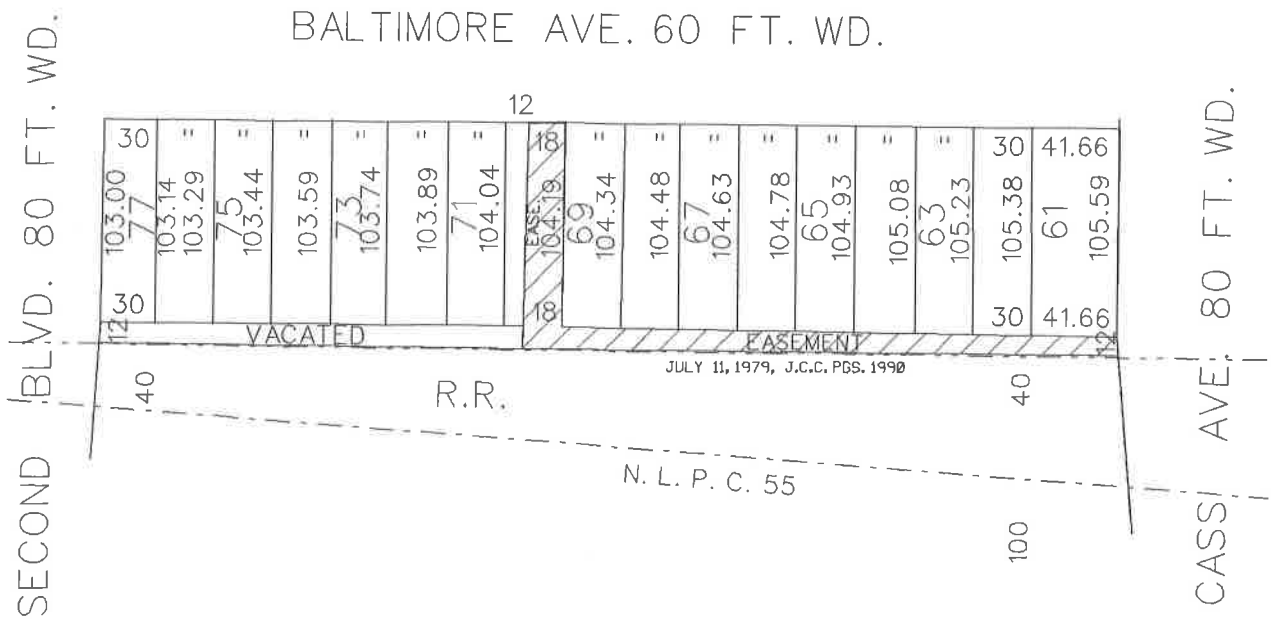 BALTIMORE AVE. 60 FT. WD.
SECOND BLVD. 80 FT. WD.
CASS AVE. 80 FT. WD.
12
30 " " " " " " 18 " " " " " " " 30 41.66
103.00
77
103.14
103.29
75
103.44
103.59
73
103.74
103.89
71
104.04
EASE.
104.19
69
104.34
104.48
67
104.63
104.78
65
104.93
105.08
63
105.23
105.38
61
105.59
30 18 30 41.66
12 VACATED EASEMENT 12
JULY 11, 1979, J.C.C. PGS. 1990
40 R.R. 40
N. L. P. C. 55
100